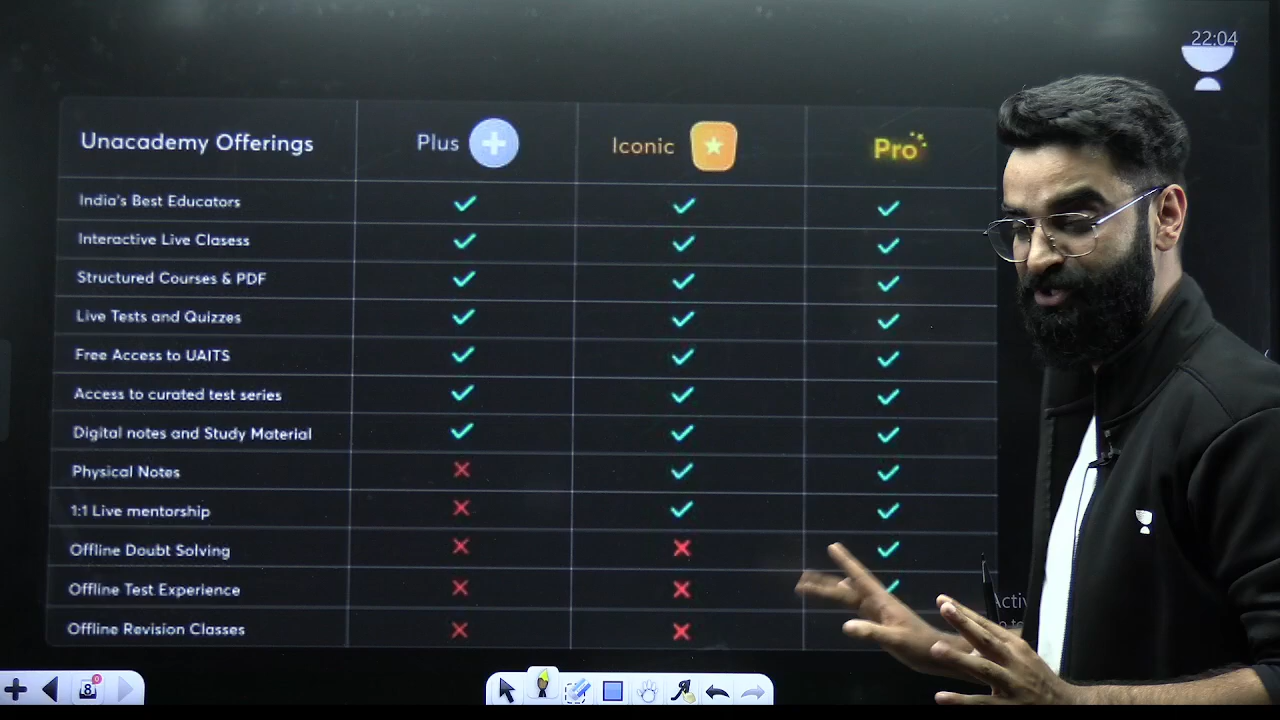 22:04
Unacademy Offerings Plus Iconic Pro
India's Best Educators
Interactive Live Clasess
Structured Courses & PDF
Live Tests and Quizzes
Free Access to UAITS
Access to curated test series
Digital notes and Study Material
Physical Notes
1:1 Live mentorship
Offline Doubt Solving
Offline Test Experience
Offline Revision Classes
8
0